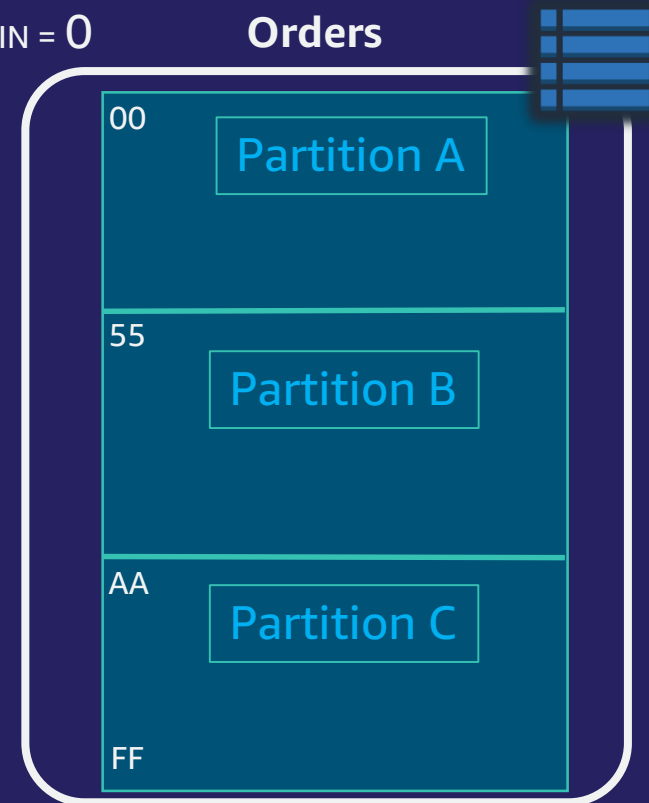 IN = 0
Orders
00
Partition A
55
Partition B
AA
Partition C
FF